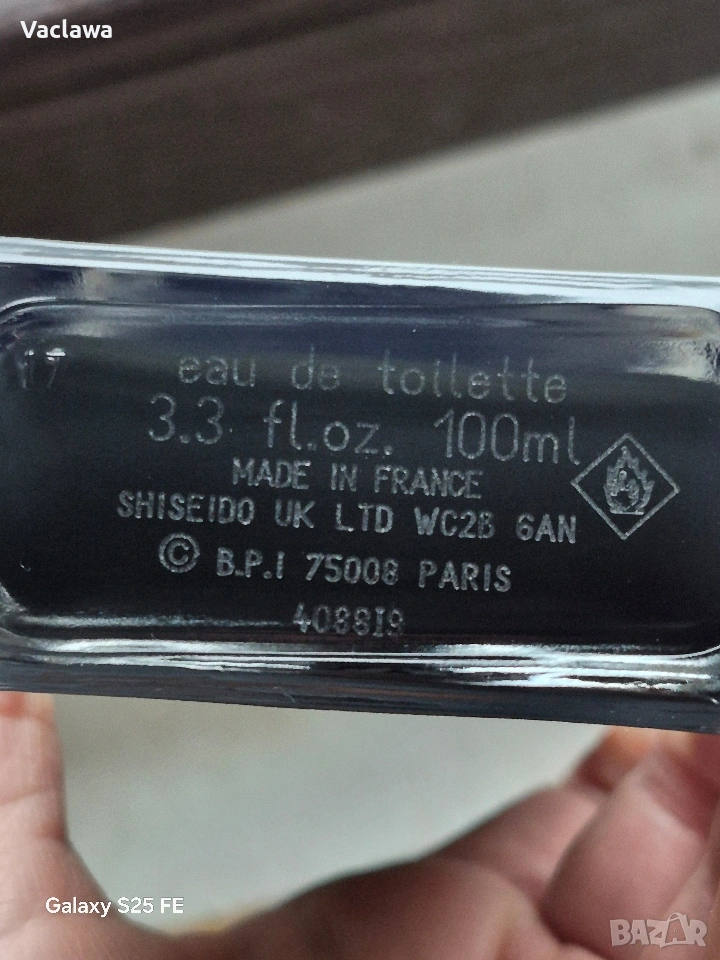 Vaclawa
17
eau de toilette
3.3 fl.oz. 100ml
MADE IN FRANCE
SHISEIDO UK LTD WC2B 6AN
© B.P.I 75008 PARIS
Galaxy S25 FE
BAZAR